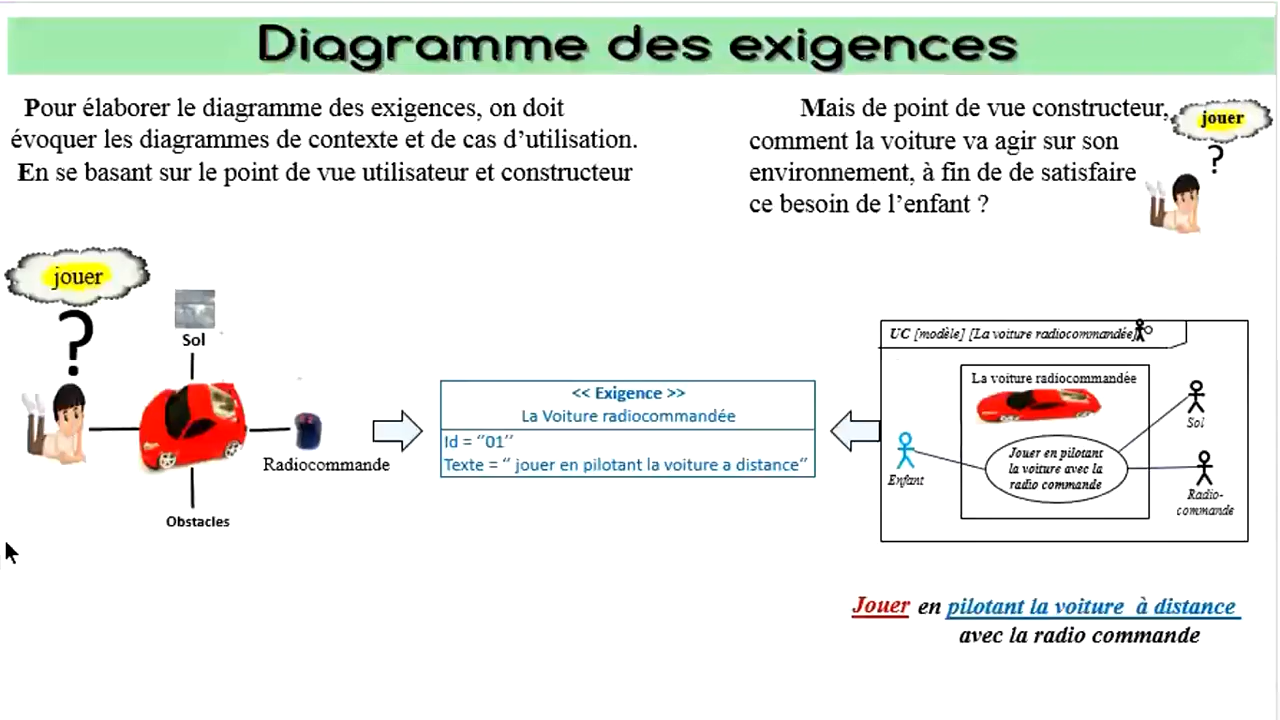 Diagramme des exigences
Pour élaborer le diagramme des exigences, on doit
évoquer les diagrammes de contexte et de cas d’utilisation.
En se basant sur le point de vue utilisateur et constructeur
Mais de point de vue constructeur,
comment la voiture va agir sur son
environnement, à fin de de satisfaire
ce besoin de l’enfant ?
jouer
?
jouer
?
Sol
Radiocommande
Obstacles
<< Exigence >>
La Voiture radiocommandée
Id = ‘‘01’’
Texte = ‘‘ jouer en pilotant la voiture a distance’’
UC [modèle] [La voiture radiocommandée]
La voiture radiocommandée
Sol
Jouer en pilotant
la voiture avec la
radio commande
Enfant
Radio-
commande
Jouer en pilotant la voiture à distance
avec la radio commande